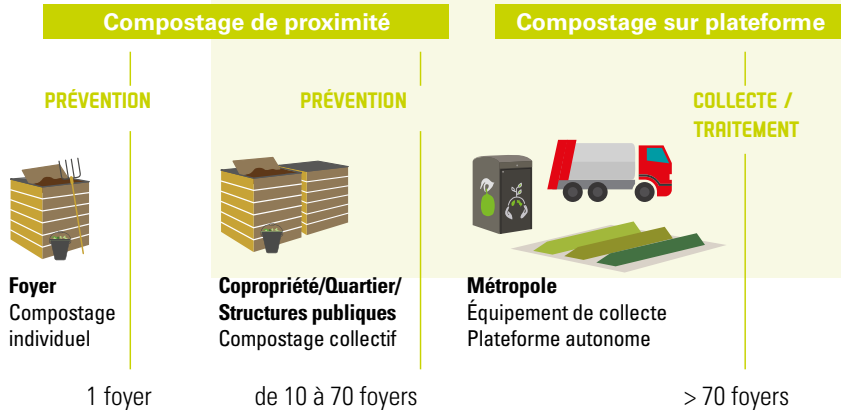 Compostage de proximité
Compostage sur plateforme
PRÉVENTION
PRÉVENTION
COLLECTE /
TRAITEMENT
Foyer
Compostage
individuel
Copropriété/Quartier/
Structures publiques
Compostage collectif
Métropole
Équipement de collecte
Plateforme autonome
1 foyer
de 10 à 70 foyers
> 70 foyers